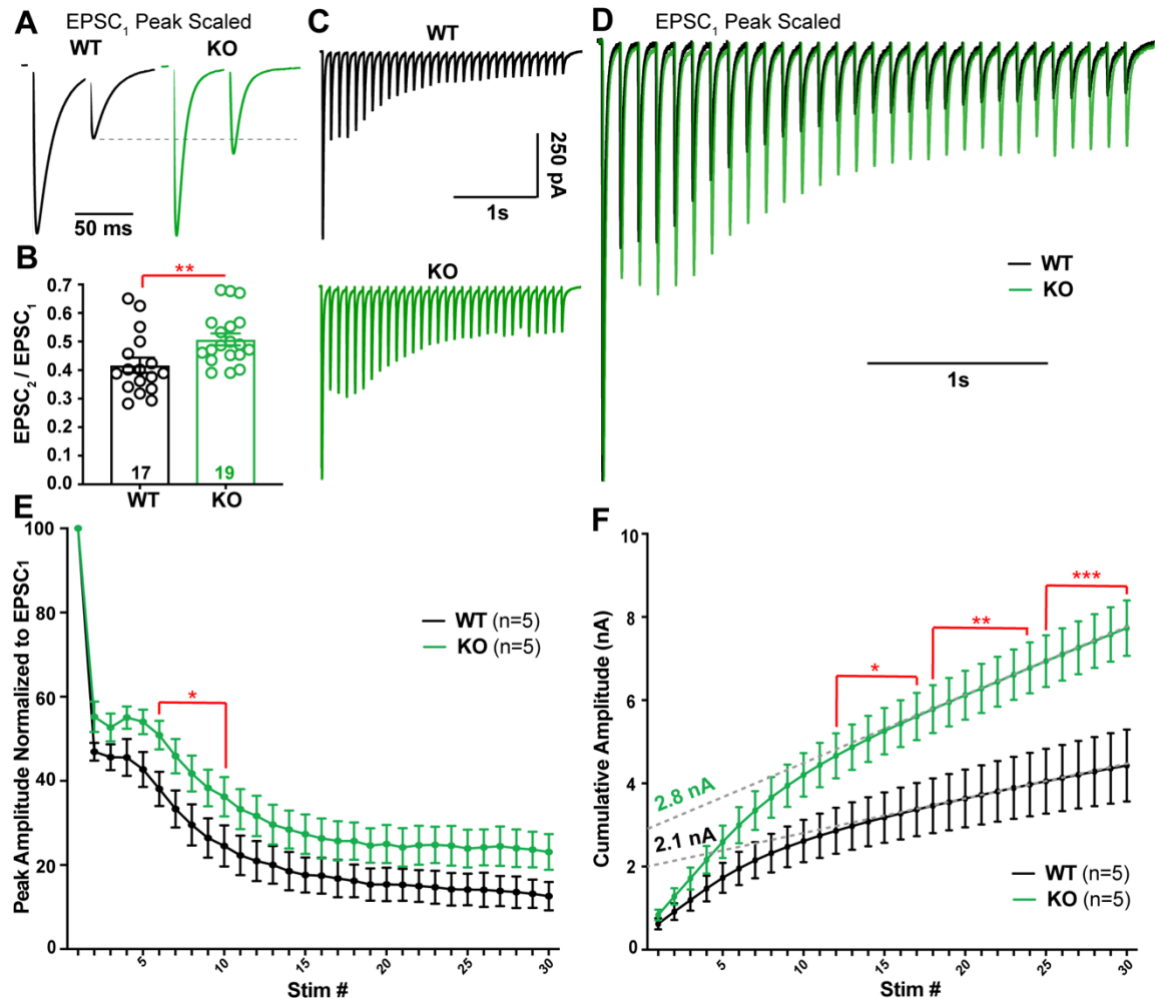 A
EPSC1 Peak Scaled
WT
KO
50 ms
B
**
EPSC2 / EPSC1
0.7
0.6
0.5
0.4
0.3
0.2
0.1
0.0
17
19
WT
KO
C
WT
250 pA
1s
KO
D
EPSC1 Peak Scaled
WT
KO
1s
E
Peak Amplitude Normalized to EPSC1
100
80
60
40
20
0
*
WT (n=5)
KO (n=5)
5
10
15
20
25
30
Stim #
F
Cumulative Amplitude (nA)
10
8
6
4
2
0
2.8 nA
2.1 nA
*
**
***
WT (n=5)
KO (n=5)
5
10
15
20
25
30
Stim #